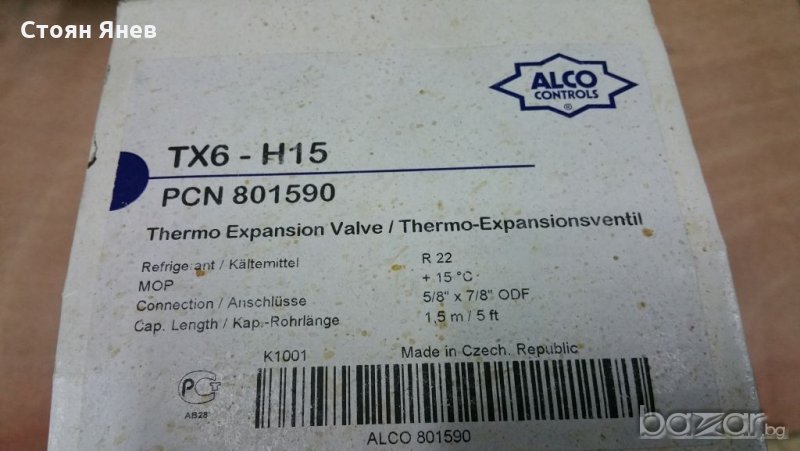 Стоян Янев
ALCO
CONTROLS
®
TX6 - H15
PCN 801590
Thermo Expansion Valve / Thermo-Expansionsventil
Refrigerant / Kältemittel R 22
MOP + 15 °C
Connection / Anschlüsse 5/8" x 7/8" ODF
Cap. Length / Kap.-Rohrlänge 1,5 m / 5 ft
K1001 Made in Czech. Republic
AB28
ALCO 801590
bazar.bg